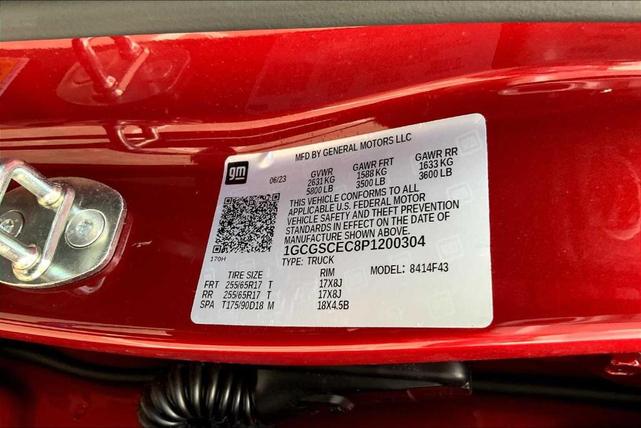 MFD BY GENERAL MOTORS LLC
gm
06/23
GVWR GAWR FRT GAWR RR
2631 KG 1588 KG 1633 KG
5800 LB 3500 LB 3600 LB
THIS VEHICLE CONFORMS TO ALL
APPLICABLE U.S. FEDERAL MOTOR
VEHICLE SAFETY AND THEFT PREVENTION
STANDARDS IN EFFECT ON THE DATE OF
MANUFACTURE SHOWN ABOVE.
170H
1GCGSCEC8P1200304
TYPE: TRUCK MODEL: 8414F43
TIRE SIZE RIM
FRT 255/65R17 T 17X8J
RR 255/65R17 T 17X8J
SPA T175/90D18 M 18X4.5B